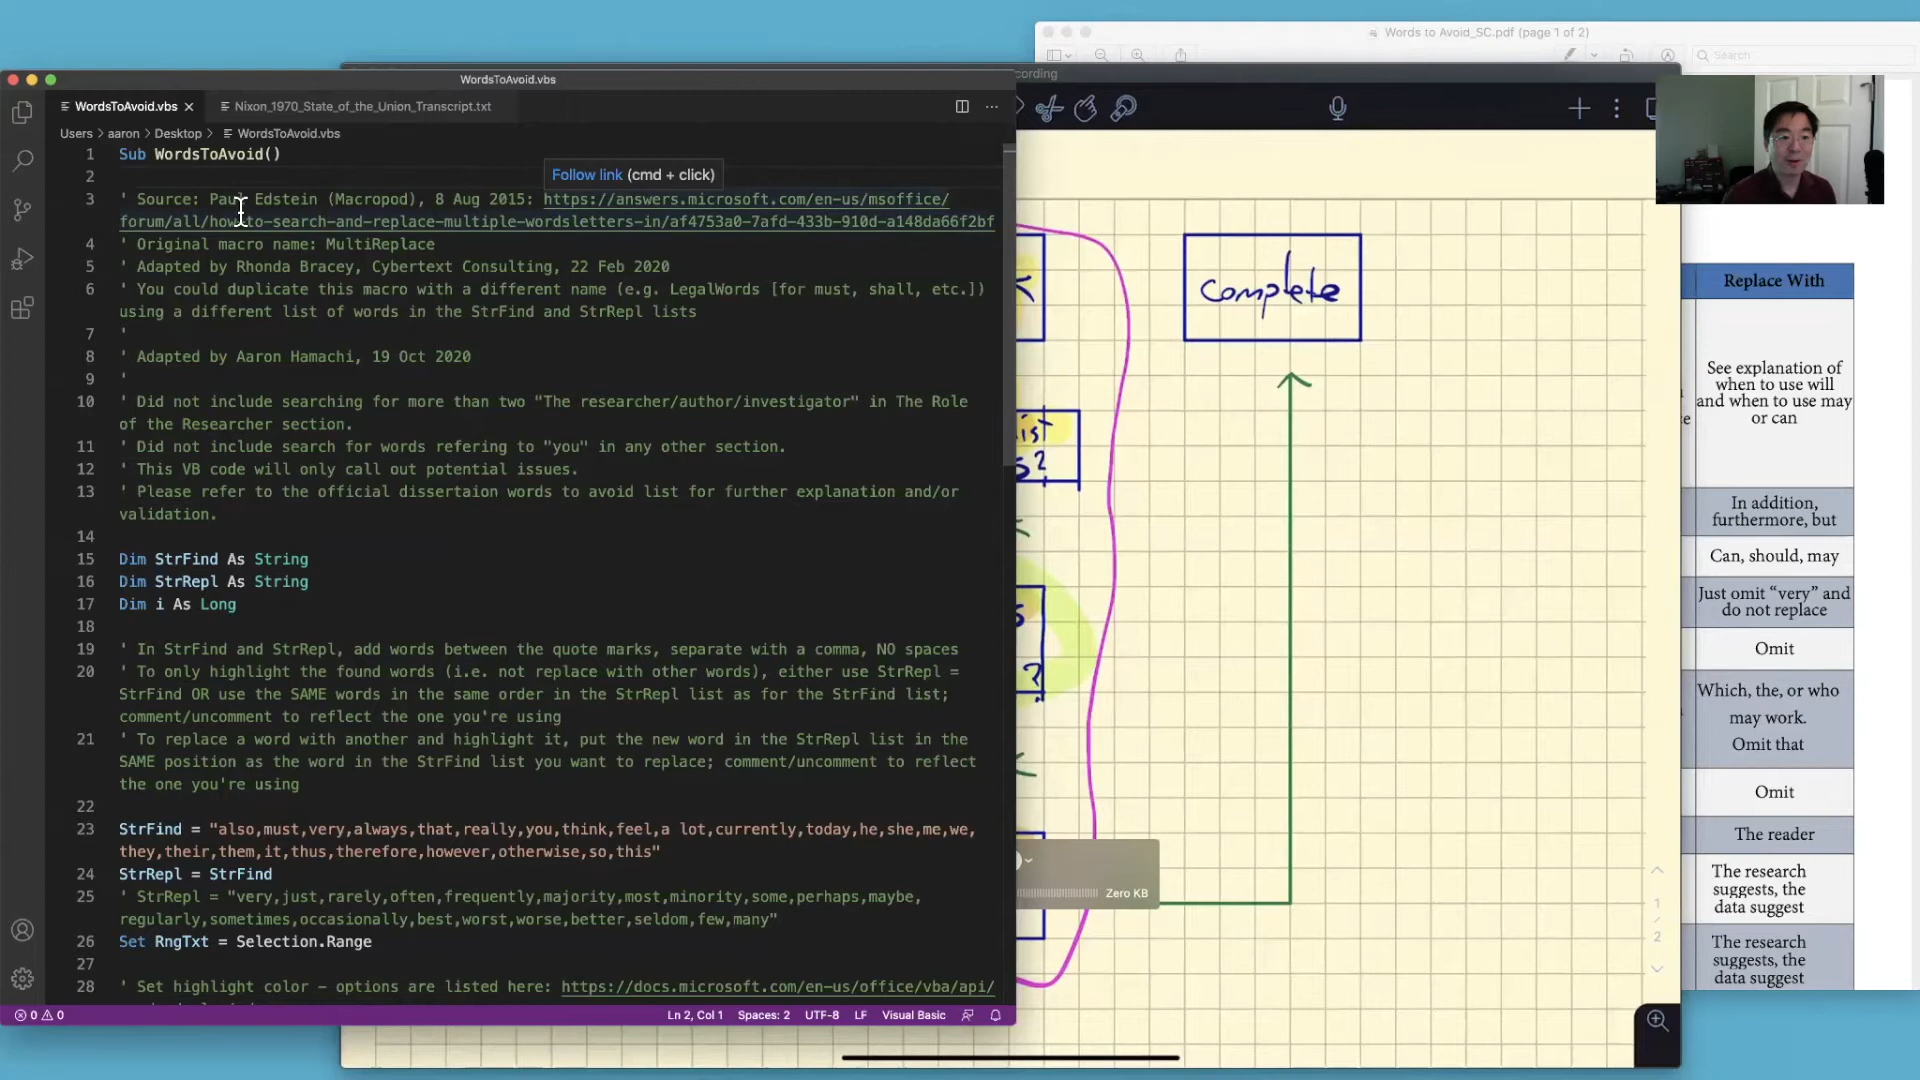 Words to Avoid_SC.pdf (page 1 of 2)
Search
cording
WordsToAvoid.vbs
WordsToAvoid.vbs
Nixon_1970_State_of_the_Union_Transcript.txt
Users > aaron > Desktop > WordsToAvoid.vbs
Follow link (cmd + click)
1 Sub WordsToAvoid()
2
3 ' Source: Paul Edstein (Macropod), 8 Aug 2015: https://answers.microsoft.com/en-us/msoffice/
forum/all/how-to-search-and-replace-multiple-wordsletters-in/af4753a0-7afd-433b-910d-a148da66f2bf
4 ' Original macro name: MultiReplace
5 ' Adapted by Rhonda Bracey, Cybertext Consulting, 22 Feb 2020
6 ' You could duplicate this macro with a different name (e.g. LegalWords [for must, shall, etc.])
using a different list of words in the StrFind and StrRepl lists
7 '
8 ' Adapted by Aaron Hamachi, 19 Oct 2020
9 '
10 ' Did not include searching for more than two "The researcher/author/investigator" in The Role
of the Researcher section.
11 ' Did not include search for words refering to "you" in any other section.
12 ' This VB code will only call out potential issues.
13 ' Please refer to the official dissertaion words to avoid list for further explanation and/or
validation.
14
15 Dim StrFind As String
16 Dim StrRepl As String
17 Dim i As Long
18
19 ' In StrFind and StrRepl, add words between the quote marks, separate with a comma, NO spaces
20 ' To only highlight the found words (i.e. not replace with other words), either use StrRepl =
StrFind OR use the SAME words in the same order in the StrRepl list as for the StrFind list;
comment/uncomment to reflect the one you're using
21 ' To replace a word with another and highlight it, put the new word in the StrRepl list in the
SAME position as the word in the StrFind list you want to replace; comment/uncomment to reflect
the one you're using
22
23 StrFind = "also,must,very,always,that,really,you,think,feel,a lot,currently,today,he,she,me,we,
they,their,them,it,thus,therefore,however,otherwise,so,this"
24 StrRepl = StrFind
25 ' StrRepl = "very,just,rarely,often,frequently,majority,most,minority,some,perhaps,maybe,
regularly,sometimes,occasionally,best,worst,worse,better,seldom,few,many"
26 Set RngTxt = Selection.Range
27
28 ' Set highlight color – options are listed here: https://docs.microsoft.com/en-us/office/vba/api/
0 0
Ln 2, Col 1
Spaces: 2
UTF-8
LF
Visual Basic
complete
ist
s?
s
?
Zero KB
1
/
2
Replace With
See explanation of
when to use will
and when to use may
or can
In addition,
furthermore, but
Can, should, may
Just omit “very” and
do not replace
Omit
Which, the, or who
may work.
Omit that
Omit
The reader
The research
suggests, the
data suggest
The research
suggests, the
data suggest